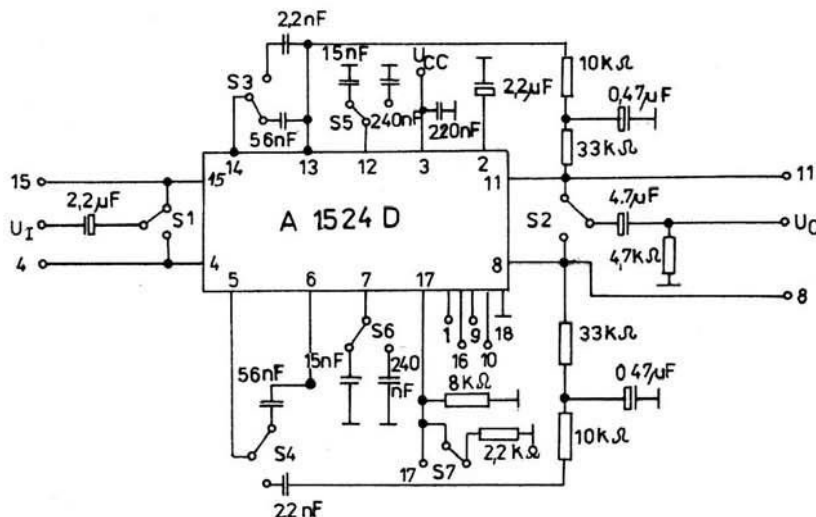 2,2nF
15nF
UCC
2,2µF
10kΩ
0,47µF
S3
56nF
S5
240nF
220nF
33kΩ
14
13
12
3
2
15
15
11
11
2,2µF
4,7µF
UI
S1
A 1524 D
S2
UO
4
4
8
4,7kΩ
8
5
6
7
17
1
9
18
16
10
S6
33kΩ
56nF
15nF
240
nF
8kΩ
0,47µF
S4
17
S7
2,2kΩ
10kΩ
22nF